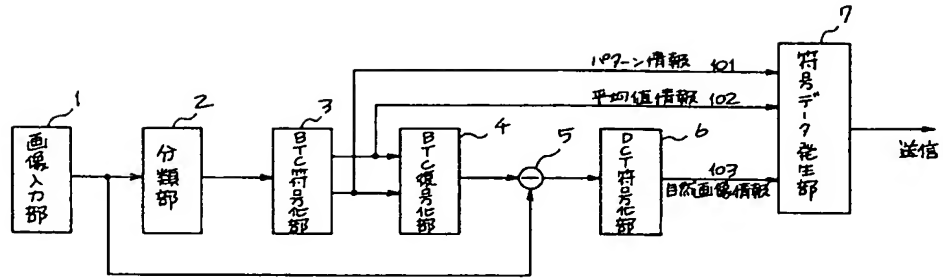 1
画像入力部
2
分類部
3
BTC符号化部
4
BTC復号化部
5
6
DCT符号化部
7
符号データ発生部
パターン情報 101
平均値情報 102
103
自然画像情報
送信